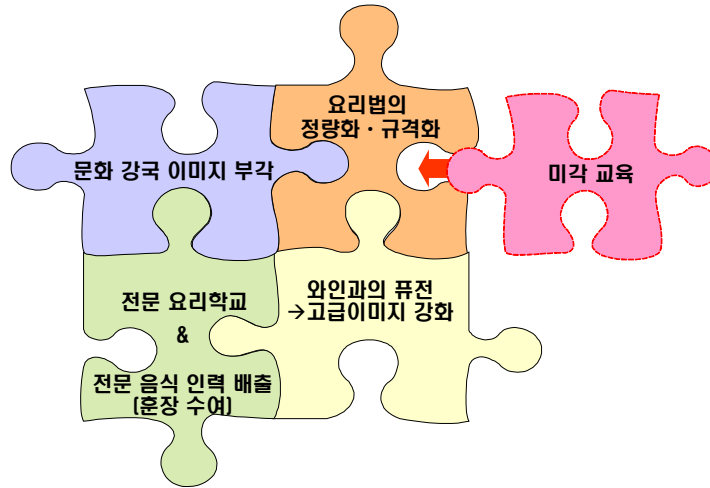 요리법의
정량화 · 규격화
문화 강국 이미지 부각
미각 교육
전문 요리학교
&
전문 음식 인력 배출
(훈장 수여)
와인과의 퓨전
→고급이미지 강화